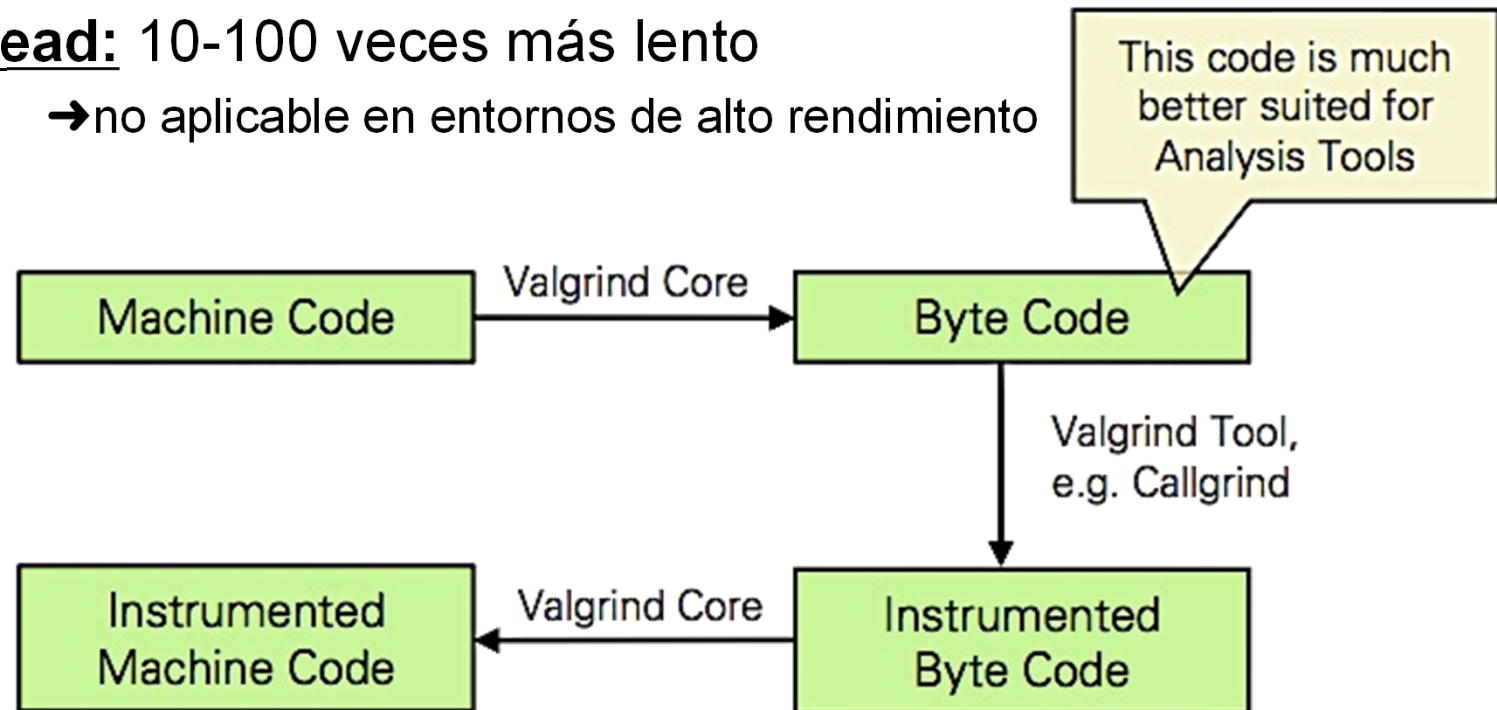 ead: 10-100 veces más lento
➔no aplicable en entornos de alto rendimiento
This code is much
better suited for
Analysis Tools
Machine Code
Valgrind Core
Byte Code
Valgrind Tool,
e.g. Callgrind
Instrumented
Machine Code
Valgrind Core
Instrumented
Byte Code